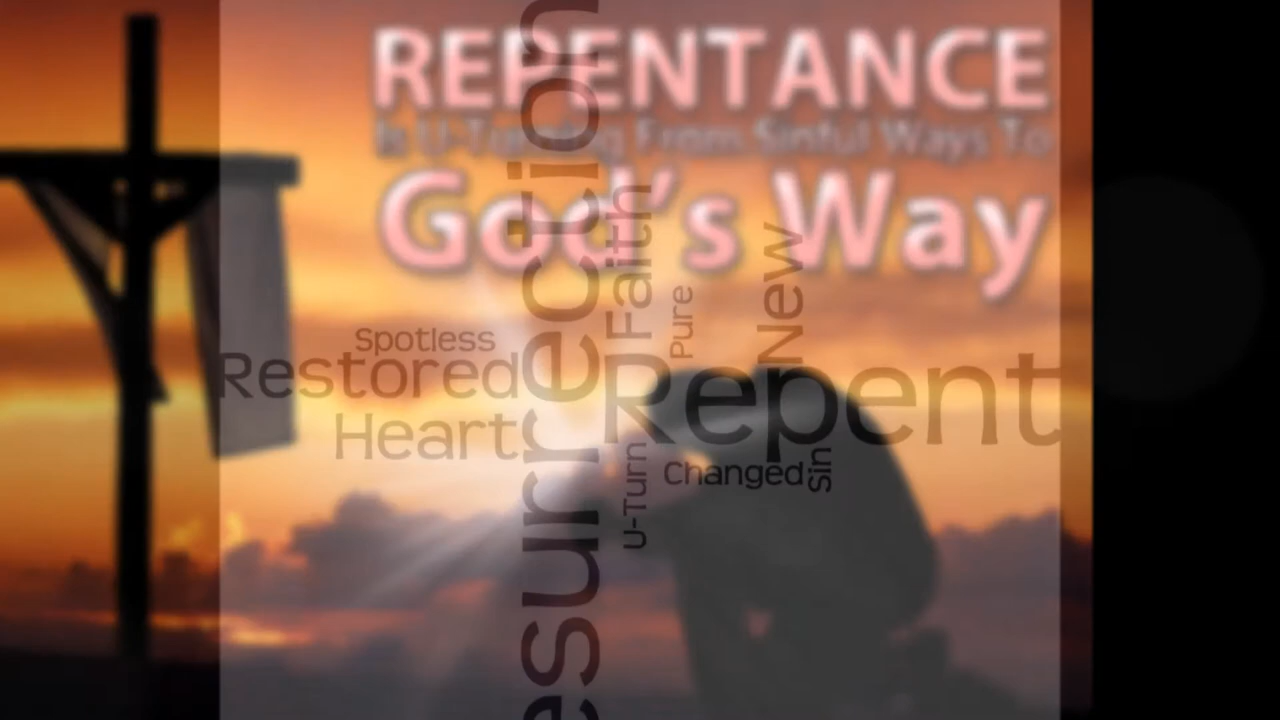 REPENTANCE
Is U-Turning From Sinful Ways To
God's Way
esurrection
Faith
Pure
New
Spotless
Restored
Repent
Heart
U-Turn
Changed
Sin